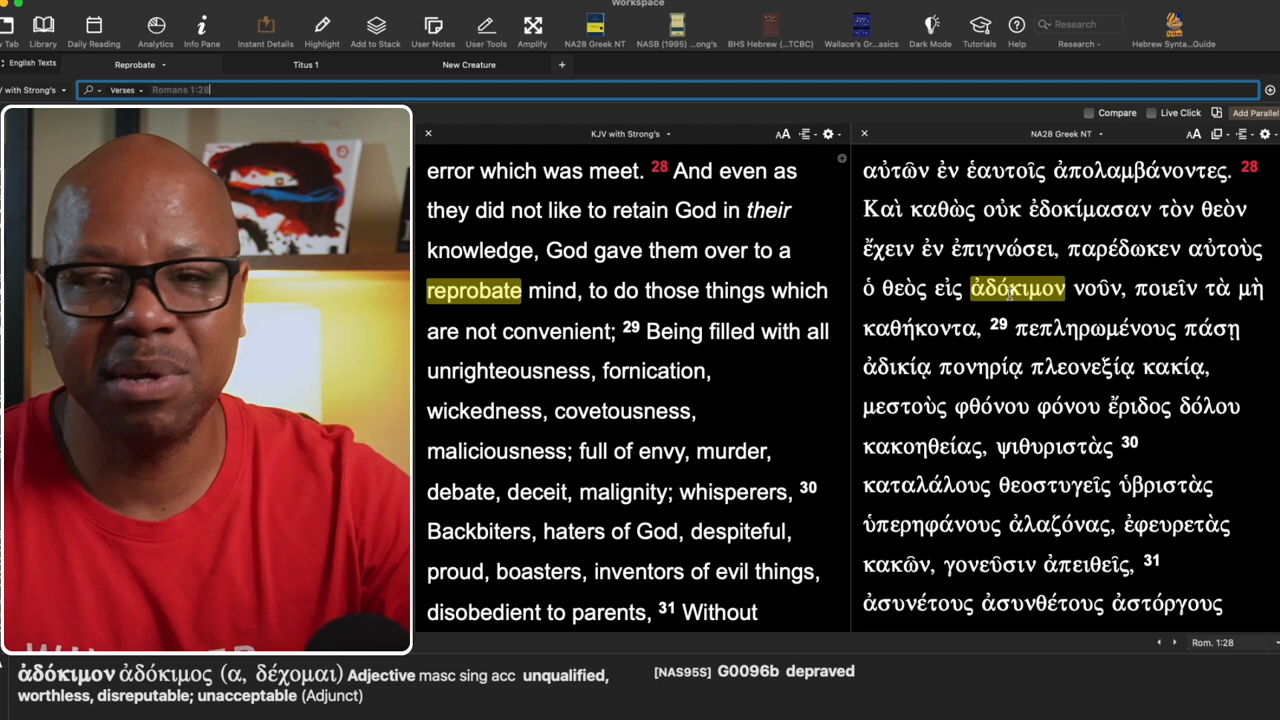 Workspace
w Tab
Library
Daily Reading
Analytics
Info Pane
Instant Details
Highlight
Add to Stack
User Notes
User Tools
Amplify
NA28 Greek NT
NASB (1995) ...ong's
BHS Hebrew (...TCBC)
Wallace's Gr...asics
Dark Mode
Tutorials
Help
Research
Research -
Hebrew Synta...Guide
English Texts
Reprobate
Titus 1
New Creature
+
V with Strong's
Verses
Romans 1:28
Compare
Live Click
Add Parallel
KJV with Strong's
AA
error which was meet. 28 And even as
they did not like to retain God in their
knowledge, God gave them over to a
reprobate mind, to do those things which
are not convenient; 29 Being filled with all
unrighteousness, fornication,
wickedness, covetousness,
maliciousness; full of envy, murder,
debate, deceit, malignity; whisperers, 30
Backbiters, haters of God, despiteful,
proud, boasters, inventors of evil things,
disobedient to parents, 31 Without
NA28 Greek NT
AA
αὐτῶν ἐν ἑαυτοῖς ἀπολαμβάνοντες. 28
Καὶ καθὼς οὐκ ἐδοκίμασαν τὸν θεὸν
ἔχειν ἐν ἐπιγνώσει, παρέδωκεν αὐτοὺς
ὁ θεὸς εἰς ἀδόκιμον νοῦν, ποιεῖν τὰ μὴ
καθήκοντα, 29 πεπληρωμένους πάσῃ
ἀδικίᾳ πονηρίᾳ πλεονεξίᾳ κακίᾳ,
μεστοὺς φθόνου φόνου ἔριδος δόλου
κακοηθείας, ψιθυριστὰς 30
καταλάλους θεοστυγεῖς ὑβριστὰς
ὑπερηφάνους ἀλαζόνας, ἐφευρετὰς
κακῶν, γονεῦσιν ἀπειθεῖς, 31
ἀσυνέτους ἀσυνθέτους ἀστόργους
Rom. 1:28
ἀδόκιμον ἀδόκιμος (α, δέχομαι) Adjective masc sing acc unqualified,
worthless, disreputable; unacceptable (Adjunct)
[NAS95S] G0096b depraved